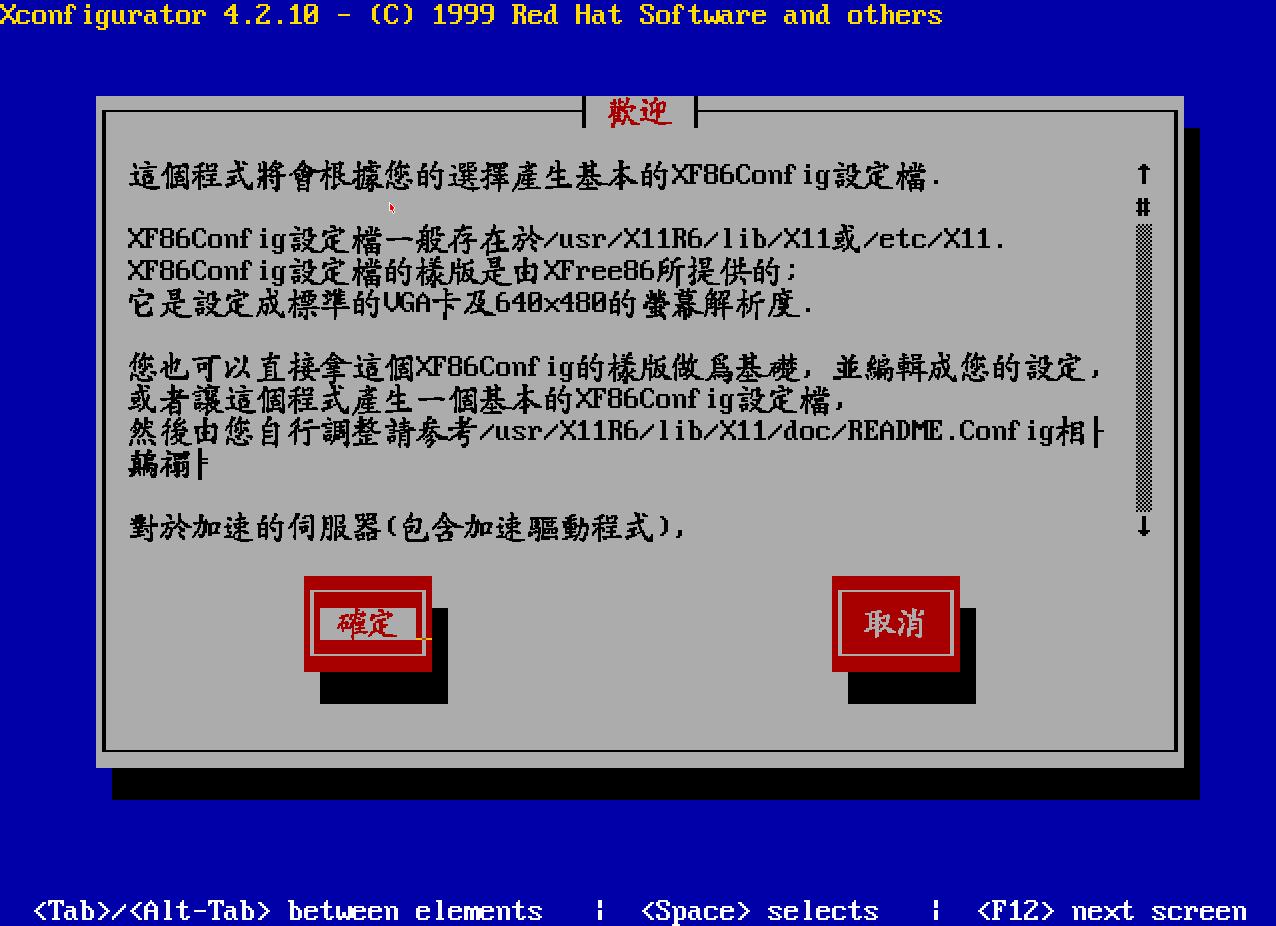 Xconfigurator 4.2.10 - (C) 1999 Red Hat Software and others
歡迎
這個程式將會根據您的選擇產生基本的XF86Config設定檔.
XF86Config設定檔一般存在於/usr/X11R6/lib/X11或/etc/X11.
XF86Config設定檔的樣版是由XFree86所提供的;
它是設定成標準的VGA卡及640x480的螢幕解析度.
您也可以直接拿這個XF86Config的樣版做為基礎, 並編輯成您的設定,
或者讓這個程式產生一個基本的XF86Config設定檔,
然後由您自行調整請參考/usr/X11R6/lib/X11/doc/README.Config相
對於加速的伺服器(包含加速驅動程式),
確定 取消
<Tab>/<Alt-Tab> between elements | <Space> selects | <F12> next screen